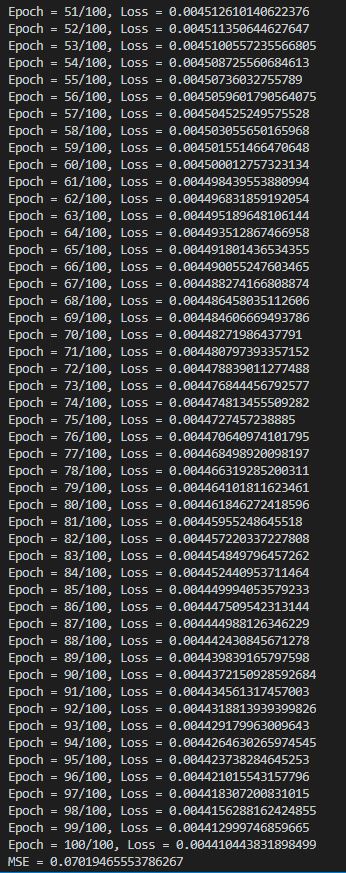 Epoch = 51/100, Loss = 0.004512610140622376
Epoch = 52/100, Loss = 0.004511350644627647
Epoch = 53/100, Loss = 0.0045100557235566805
Epoch = 54/100, Loss = 0.004508725560684613
Epoch = 55/100, Loss = 0.00450736032755789
Epoch = 56/100, Loss = 0.0045059601790564075
Epoch = 57/100, Loss = 0.004504525249575528
Epoch = 58/100, Loss = 0.004503055650165968
Epoch = 59/100, Loss = 0.004501551466470648
Epoch = 60/100, Loss = 0.004500012757323134
Epoch = 61/100, Loss = 0.004498439553880994
Epoch = 62/100, Loss = 0.004496831859192054
Epoch = 63/100, Loss = 0.004495189648106144
Epoch = 64/100, Loss = 0.004493512867466958
Epoch = 65/100, Loss = 0.004491801436534355
Epoch = 66/100, Loss = 0.004490055247603465
Epoch = 67/100, Loss = 0.0044882741668088​74
Epoch = 68/100, Loss = 0.004486458035112606
Epoch = 69/100, Loss = 0.004484606669493786
Epoch = 70/100, Loss = 0.00448271986437791
Epoch = 71/100, Loss = 0.004480797393357152
Epoch = 72/100, Loss = 0.004478839011277488
Epoch = 73/100, Loss = 0.004476844456792577
Epoch = 74/100, Loss = 0.004474813455509282
Epoch = 75/100, Loss = 0.0044727457238885
Epoch = 76/100, Loss = 0.004470640974101795
Epoch = 77/100, Loss = 0.004468498920098197
Epoch = 78/100, Loss = 0.004466319285200311
Epoch = 79/100, Loss = 0.004464101811623461
Epoch = 80/100, Loss = 0.004461846272418596
Epoch = 81/100, Loss = 0.00445955248645518
Epoch = 82/100, Loss = 0.004457220337227808
Epoch = 83/100, Loss = 0.004454849796457262
Epoch = 84/100, Loss = 0.004452440953711464
Epoch = 85/100, Loss = 0.004449994053579233
Epoch = 86/100, Loss = 0.004447509542313144
Epoch = 87/100, Loss = 0.004444988126346229
Epoch = 88/100, Loss = 0.004442430845671278
Epoch = 89/100, Loss = 0.004439839165797598
Epoch = 90/100, Loss = 0.0044372150928592684
Epoch = 91/100, Loss = 0.004434561317457003
Epoch = 92/100, Loss = 0.0044318813939399826
Epoch = 93/100, Loss = 0.004429179963009643
Epoch = 94/100, Loss = 0.0044264630265974545
Epoch = 95/100, Loss = 0.004423738284645253
Epoch = 96/100, Loss = 0.004421015543157796
Epoch = 97/100, Loss = 0.004418307200831015
Epoch = 98/100, Loss = 0.0044156288162424855
Epoch = 99/100, Loss = 0.004412999746859665
Epoch = 100/100, Loss = 0.004410443831898499
MSE = 0.07019465553786267